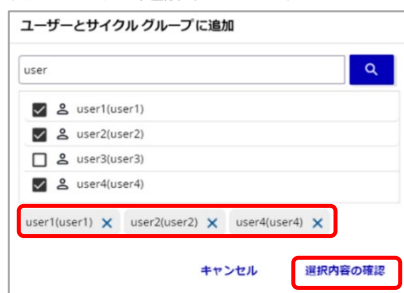 ユーザーとサイクル グループに追加
user
user1(user1)
user2(user2)
user3(user3)
user4(user4)
user1(user1) user2(user2) user4(user4)
キャンセル 選択内容の確認